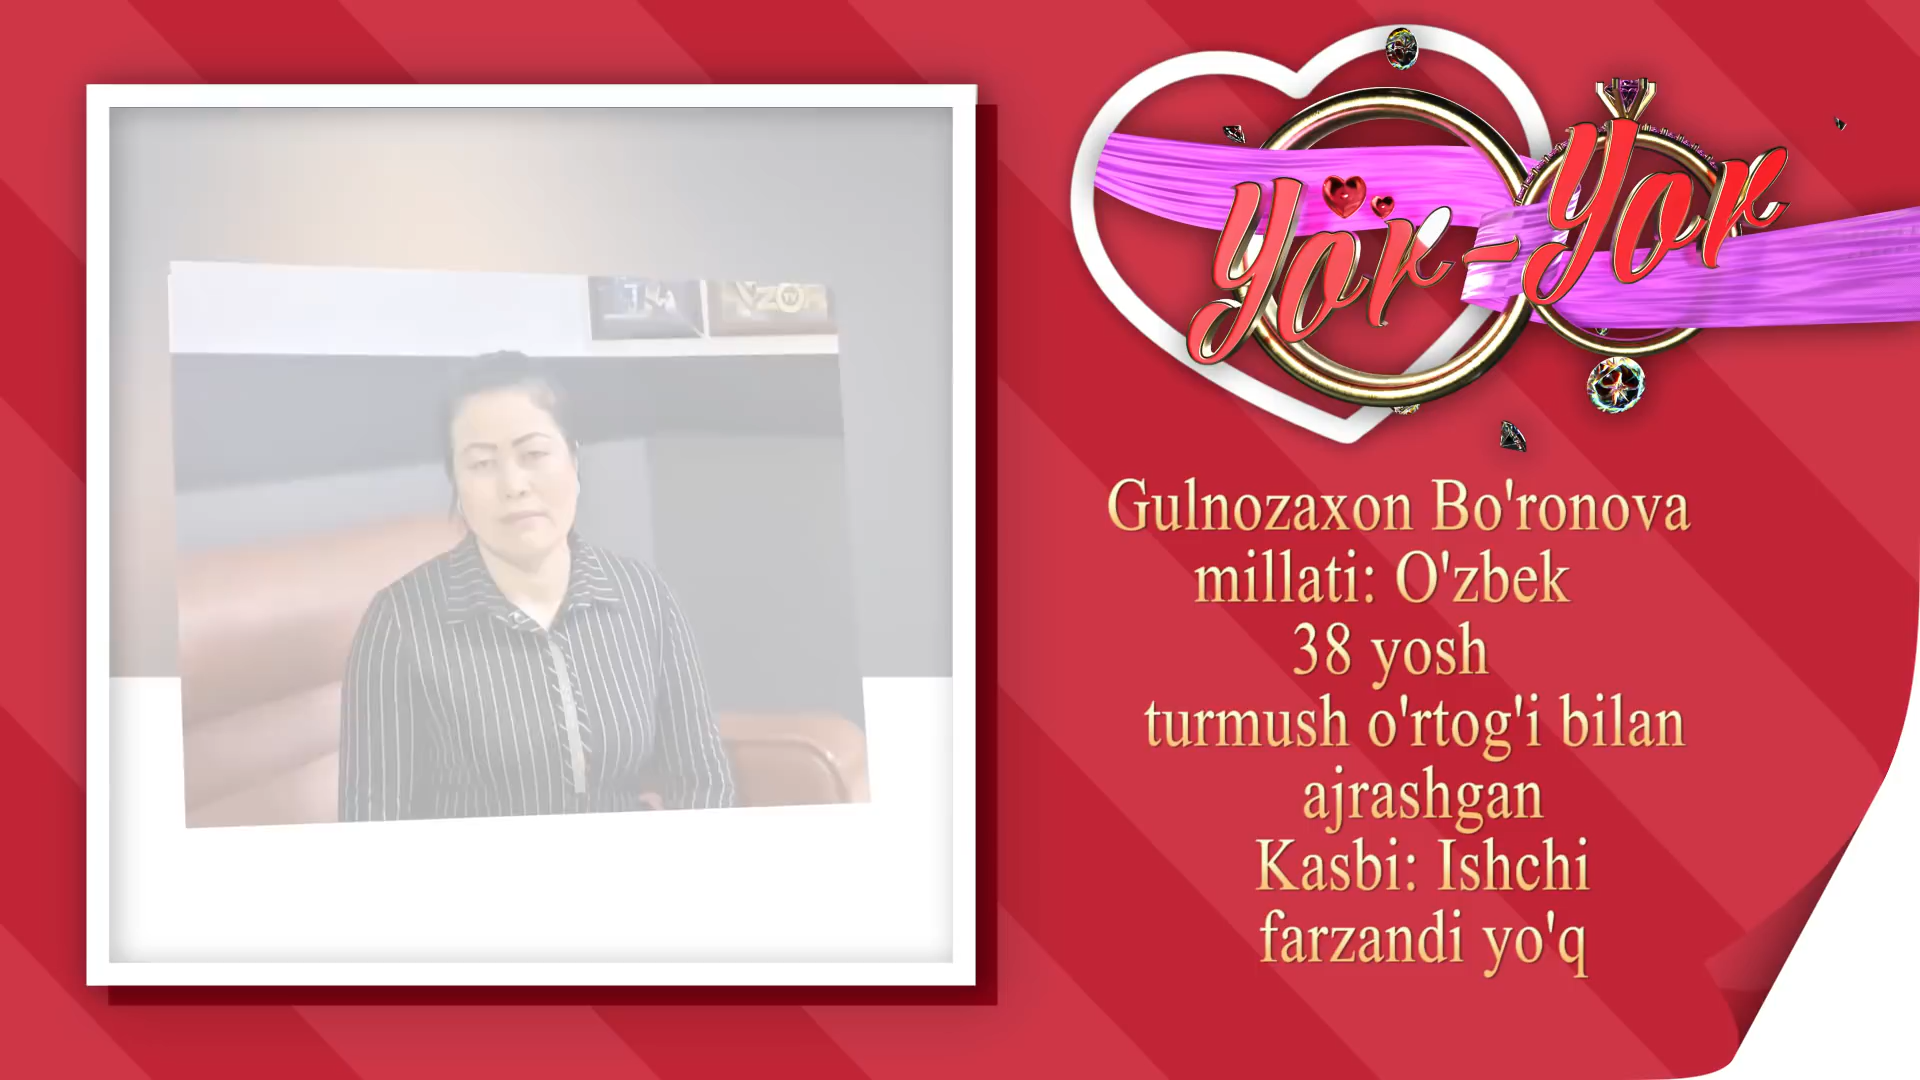 Yor-Yor
Gulnozaxon Bo'ronova
millati: O'zbek
38 yosh
turmush o'rtog'i bilan
ajrashgan
Kasbi: Ishchi
farzandi yo'q